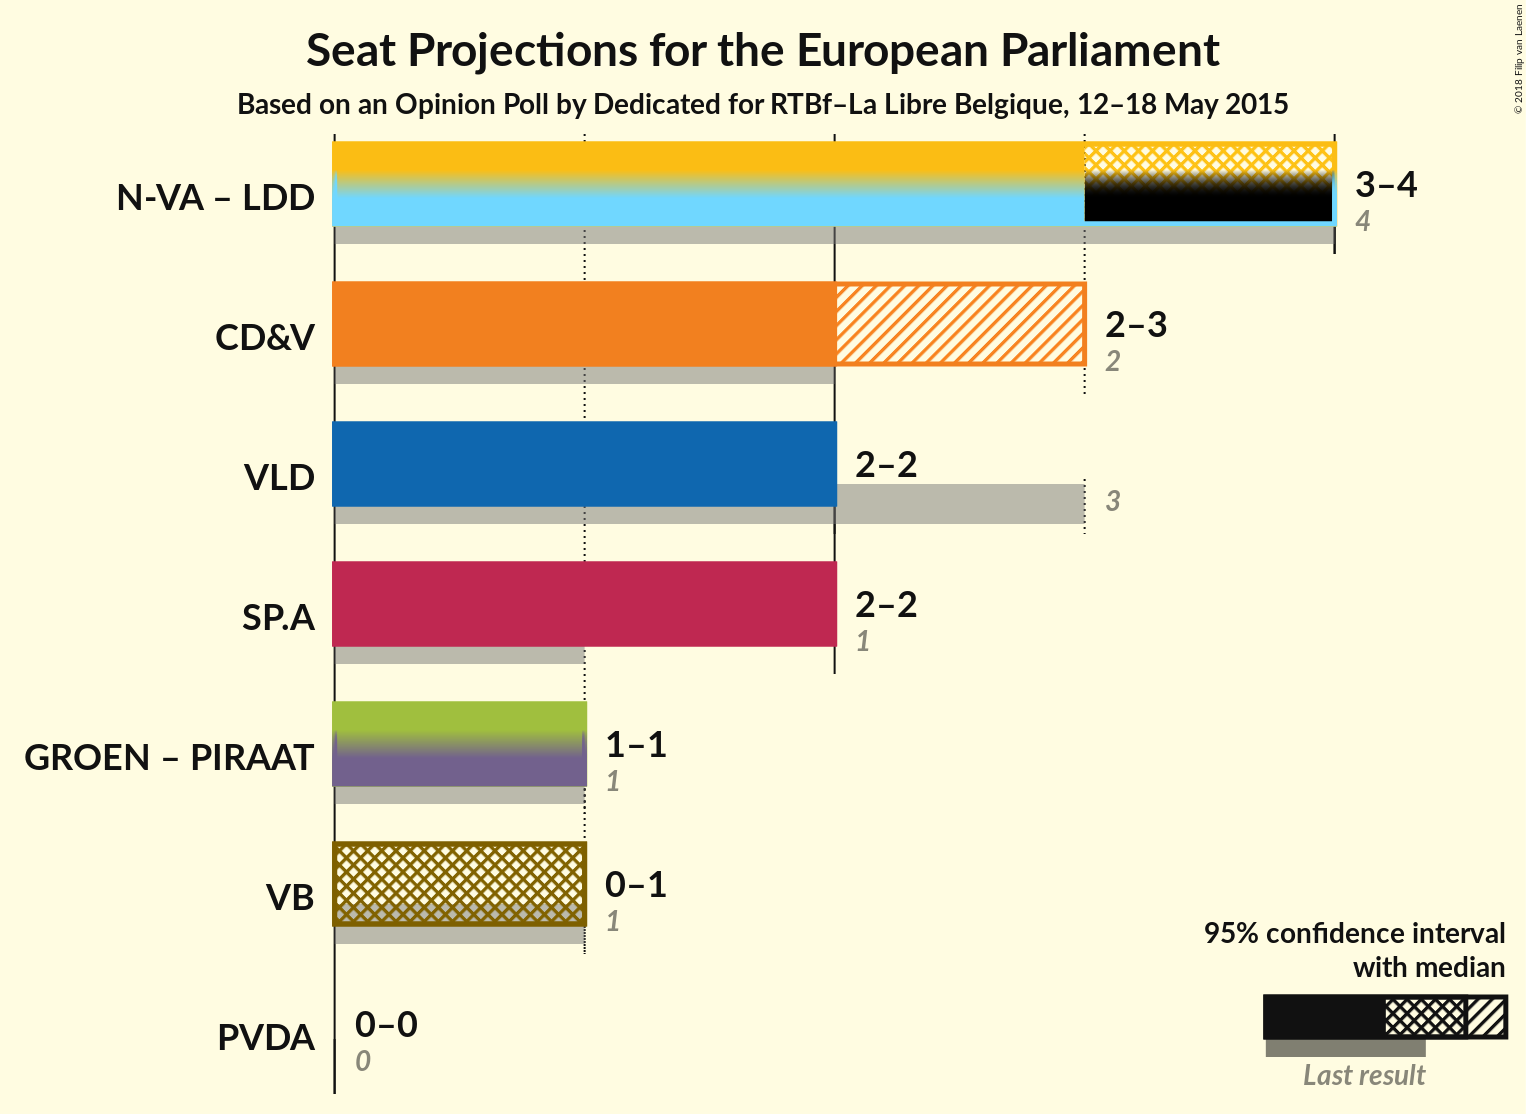 Seat Projections for the European Parliament
Based on an Opinion Poll by Dedicated for RTBf–La Libre Belgique, 12–18 May 2015
© 2018 Filip van Laenen
N-VA – LDD
3–4
4
CD&V
2–3
2
VLD
2–2
3
SP.A
2–2
1
GROEN – PIRAAT
1–1
1
VB
0–1
1
PVDA
0–0
0
95% confidence interval
with median
Last result